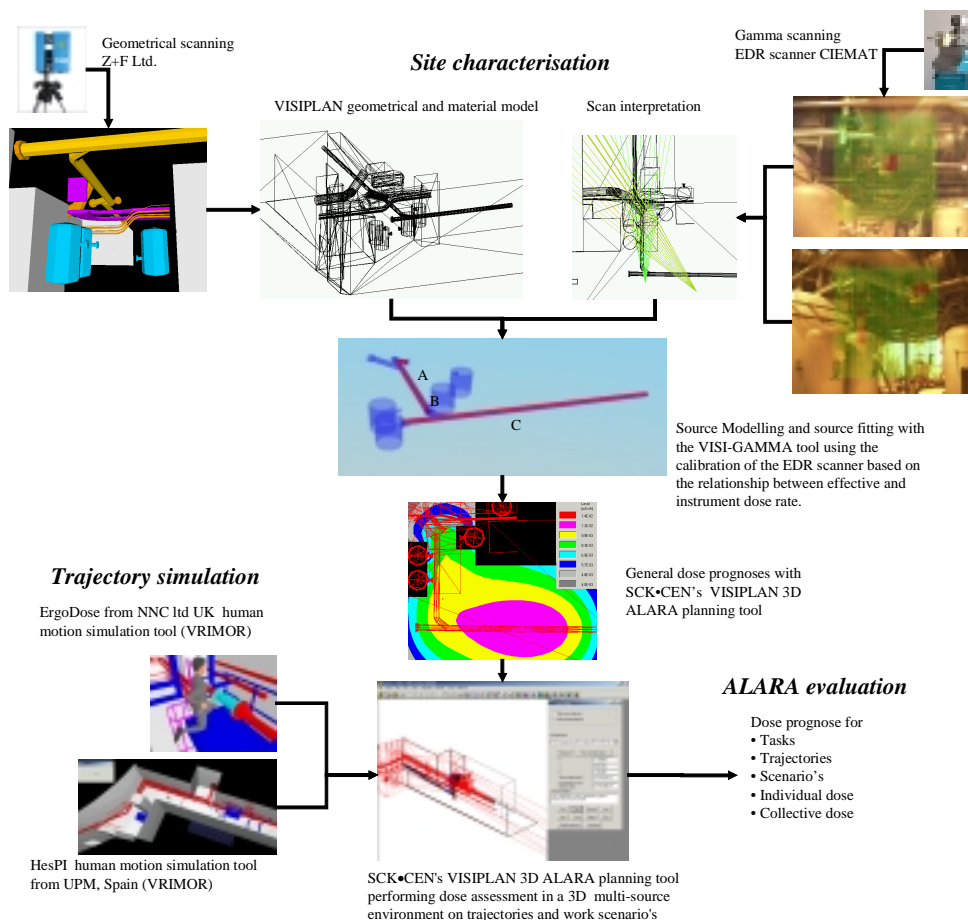 Geometrical scanning
Z+F Ltd.
Site characterisation
Gamma scanning
EDR scanner CIEMAT
VISIPLAN geometrical and material model
Scan interpretation
A
B
C
Source Modelling and source fitting with
the VISI-GAMMA tool using the
calibration of the EDR scanner based on
the relationship between effective and
instrument dose rate.
General dose prognoses with
SCK•CEN's VISIPLAN 3D
ALARA planning tool
Trajectory simulation
ErgoDose from NNC ltd UK human
motion simulation tool (VRIMOR)
HesPI human motion simulation tool
from UPM, Spain (VRIMOR)
SCK•CEN's VISIPLAN 3D ALARA planning tool
performing dose assessment in a 3D multi-source
environment on trajectories and work scenario's
ALARA evaluation
Dose prognose for
• Tasks
• Trajectories
• Scenario's
• Individual dose
• Collective dose